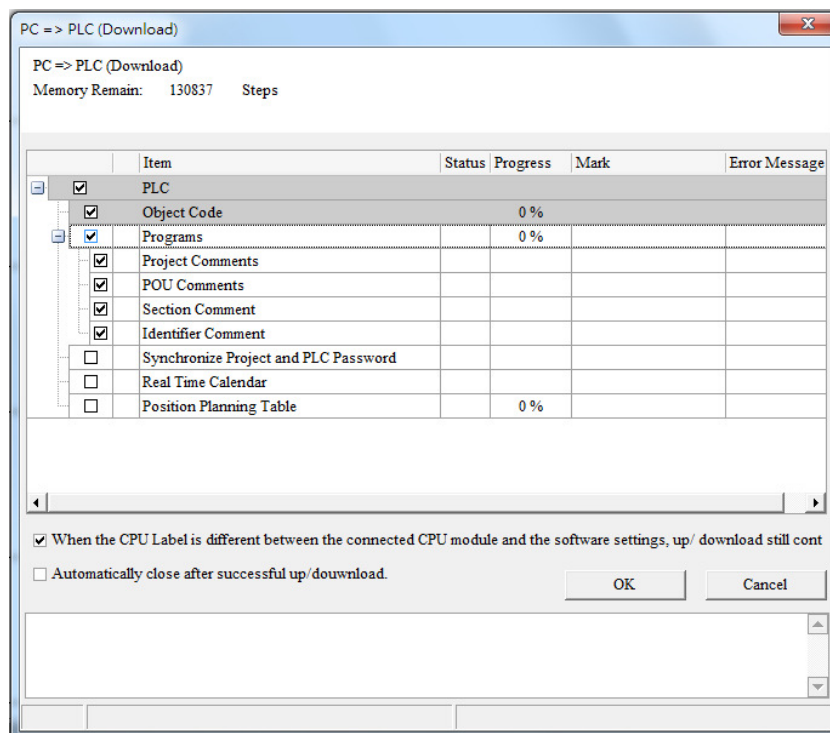 PC => PLC (Download)
PC => PLC (Download)
Memory Remain: 130837 Steps
Item Status Progress Mark Error Message
PLC
Object Code 0 %
Programs 0 %
Project Comments
POU Comments
Section Comment
Identifier Comment
Synchronize Project and PLC Password
Real Time Calendar
Position Planning Table 0 %
When the CPU Label is different between the connected CPU module and the software settings, up/ download still cont
Automatically close after successful up/douwnload.
OK Cancel